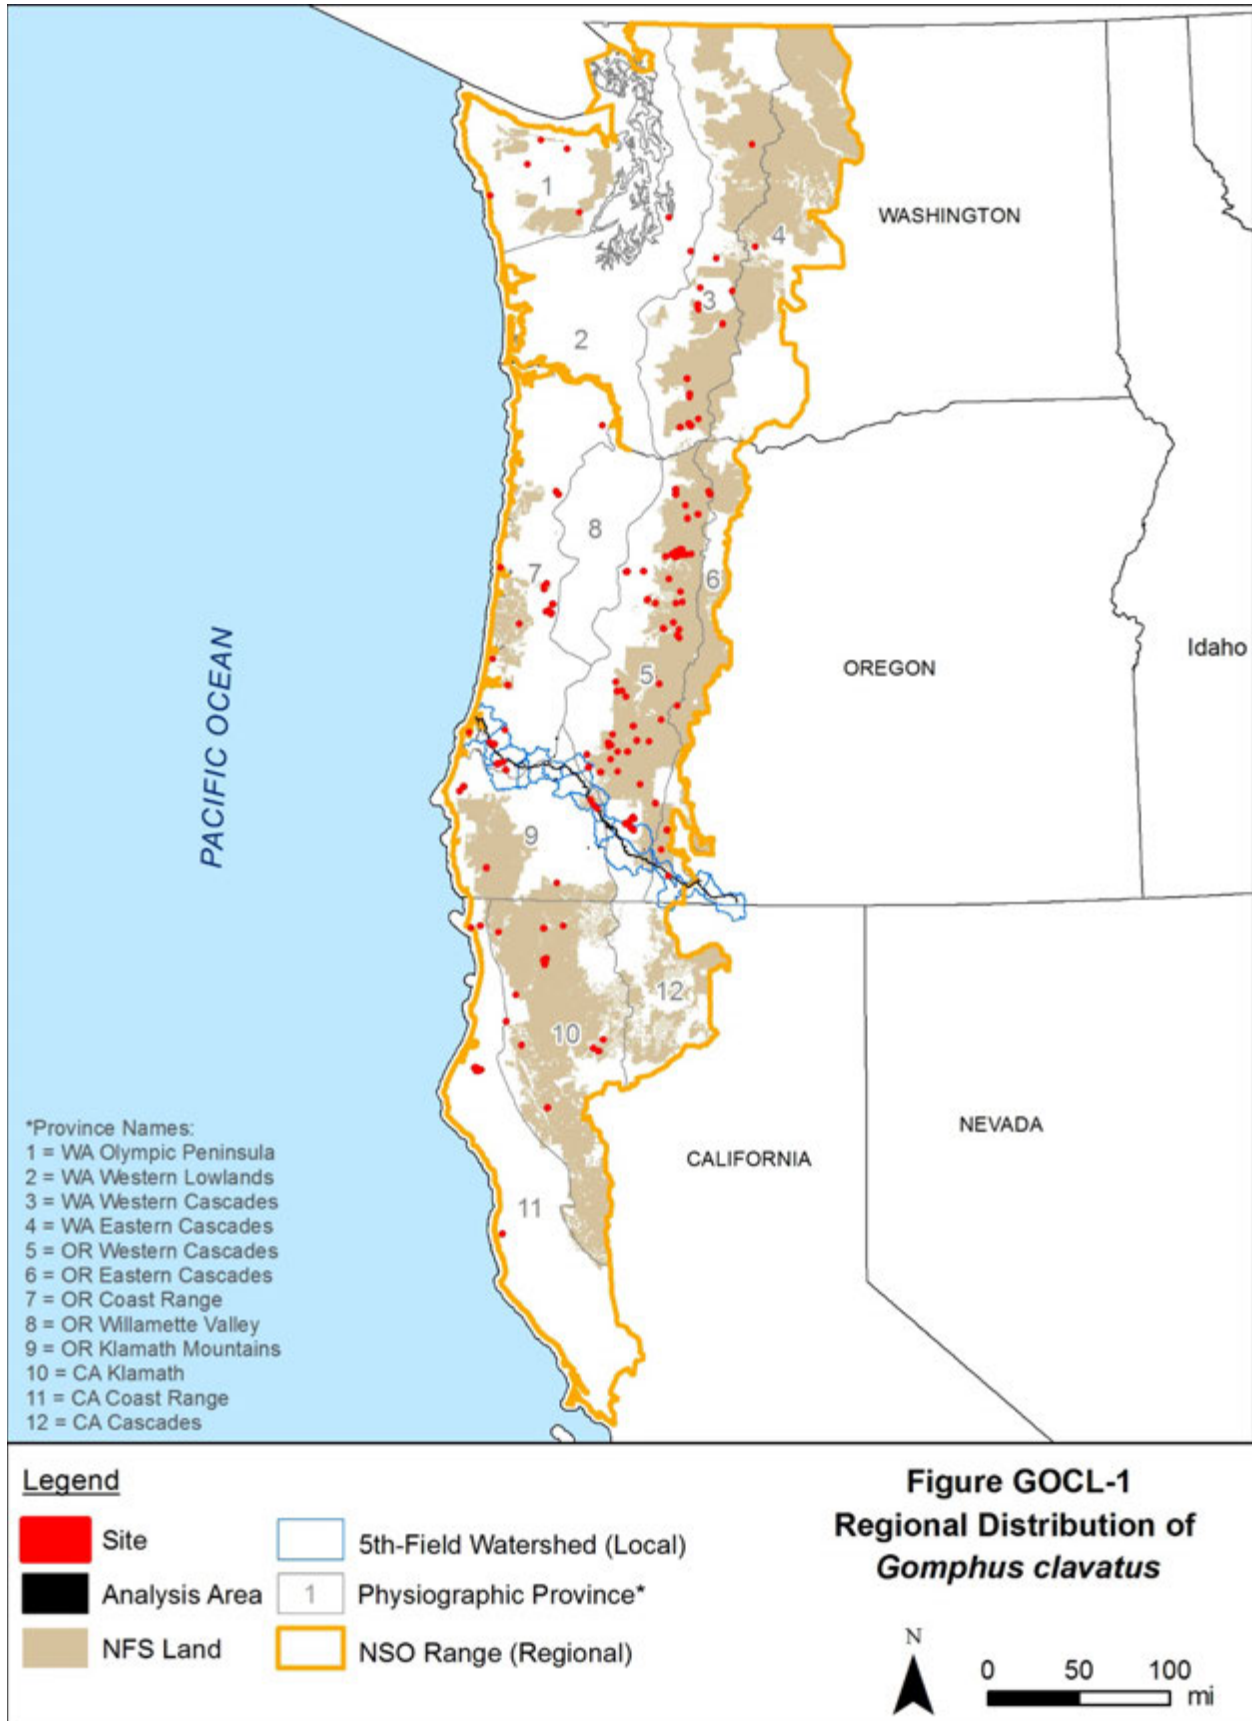 WASHINGTON
1
4
3
2
8
7
6
5
Idaho
OREGON
PACIFIC OCEAN
9
12
10
NEVADA
CALIFORNIA
11
*Province Names:
1 = WA Olympic Peninsula
2 = WA Western Lowlands
3 = WA Western Cascades
4 = WA Eastern Cascades
5 = OR Western Cascades
6 = OR Eastern Cascades
7 = OR Coast Range
8 = OR Willamette Valley
9 = OR Klamath Mountains
10 = CA Klamath
11 = CA Coast Range
12 = CA Cascades
Legend
Site
Analysis Area
NFS Land
5th-Field Watershed (Local)
1 Physiographic Province*
NSO Range (Regional)
Figure GOCL-1
Regional Distribution of
Gomphus clavatus
N
0 50 100
mi